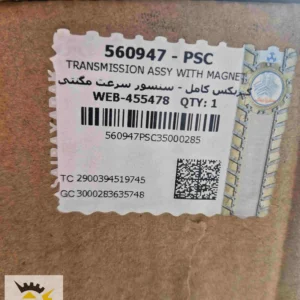 560947 - PSC
TRANSMISSION ASSY WITH MAGNET
گیربکس کامل - سنسور سرعت مگنتی
WEB-455478 QTY: 1
560947PSC35000285
TC 2900394519745
GC 3000283635748